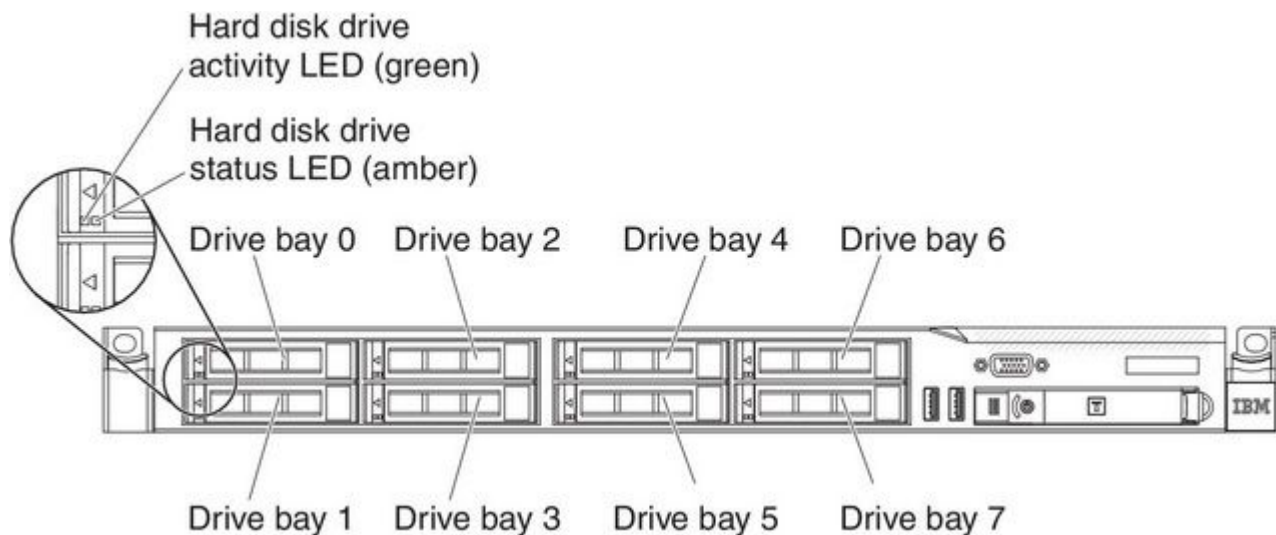 Hard disk drive
activity LED (green)
Hard disk drive
status LED (amber)
Drive bay 0
Drive bay 2
Drive bay 4
Drive bay 6
IBM
Drive bay 1
Drive bay 3
Drive bay 5
Drive bay 7